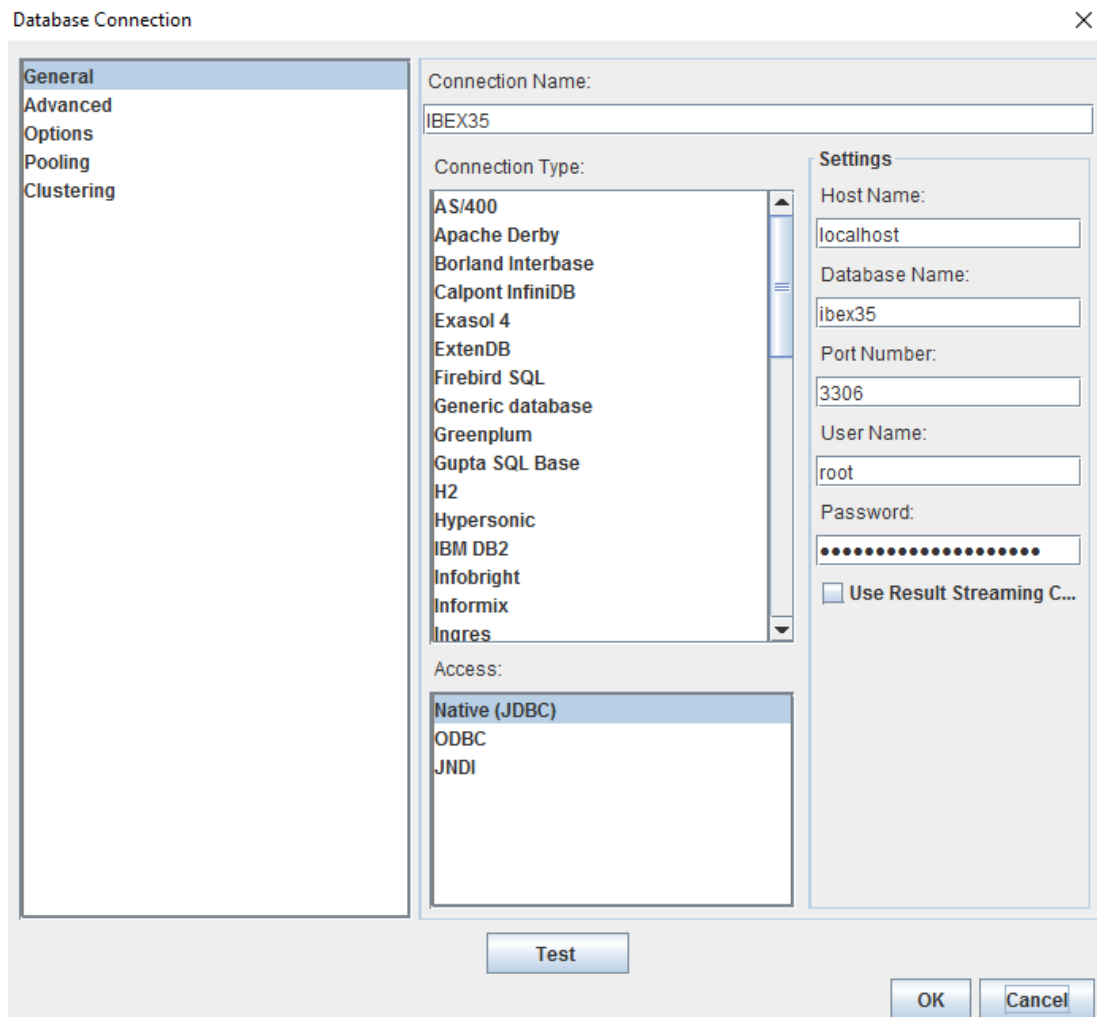 Database Connection
General
Advanced
Options
Pooling
Clustering
Connection Name:
IBEX35
Connection Type:
AS/400
Apache Derby
Borland Interbase
Calpont InfiniDB
Exasol 4
ExtenDB
Firebird SQL
Generic database
Greenplum
Gupta SQL Base
H2
Hypersonic
IBM DB2
Infobright
Informix
Ingres
Access:
Native (JDBC)
ODBC
JNDI
Settings
Host Name:
localhost
Database Name:
ibex35
Port Number:
3306
User Name:
root
Password:
●●●●●●●●●●●●●●●●●●●●
Use Result Streaming C...
Test
OK
Cancel